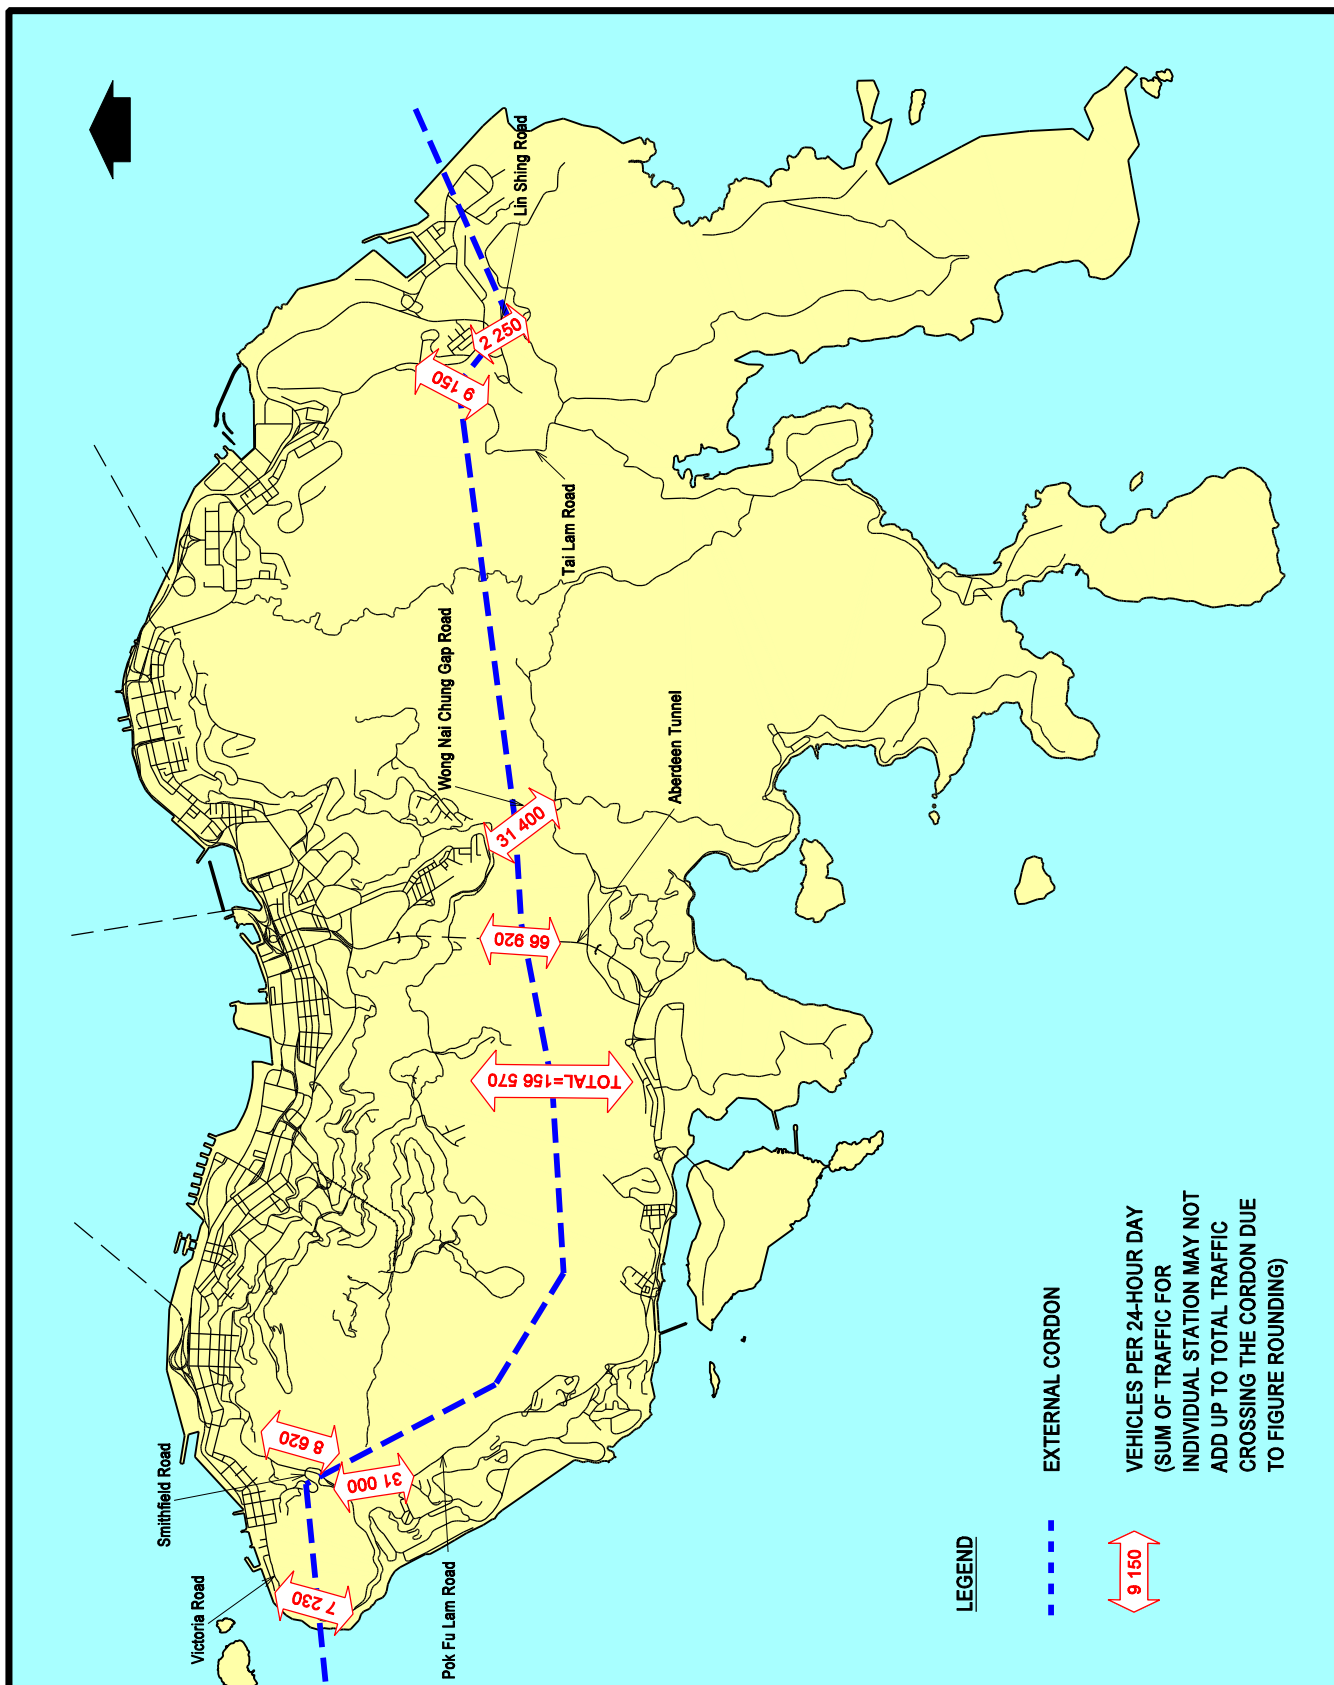 Victoria Road
Smithfield Road
Pok Fu Lam Road
7 230
8 620
31 000
TOTAL=156 570
66 920
Aberdeen Tunnel
31 400
Wong Nai Chung Gap Road
Tai Lam Road
9 150
2 250
Lin Shing Road
LEGEND
EXTERNAL CORDON
9 150
VEHICLES PER 24-HOUR DAY
(SUM OF TRAFFIC FOR
INDIVIDUAL STATION MAY NOT
ADD UP TO TOTAL TRAFFIC
CROSSING THE CORDON DUE
TO FIGURE ROUNDING)